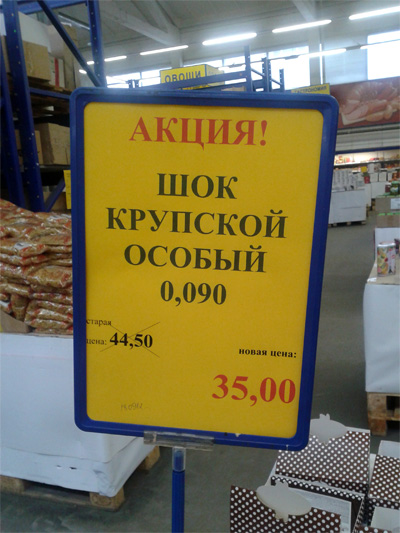 ОВОЩИ
АКЦИЯ!
ШОК
КРУПСКОЙ
ОСОБЫЙ
0,090
старая
цена: 44,50
новая цена:
35,00